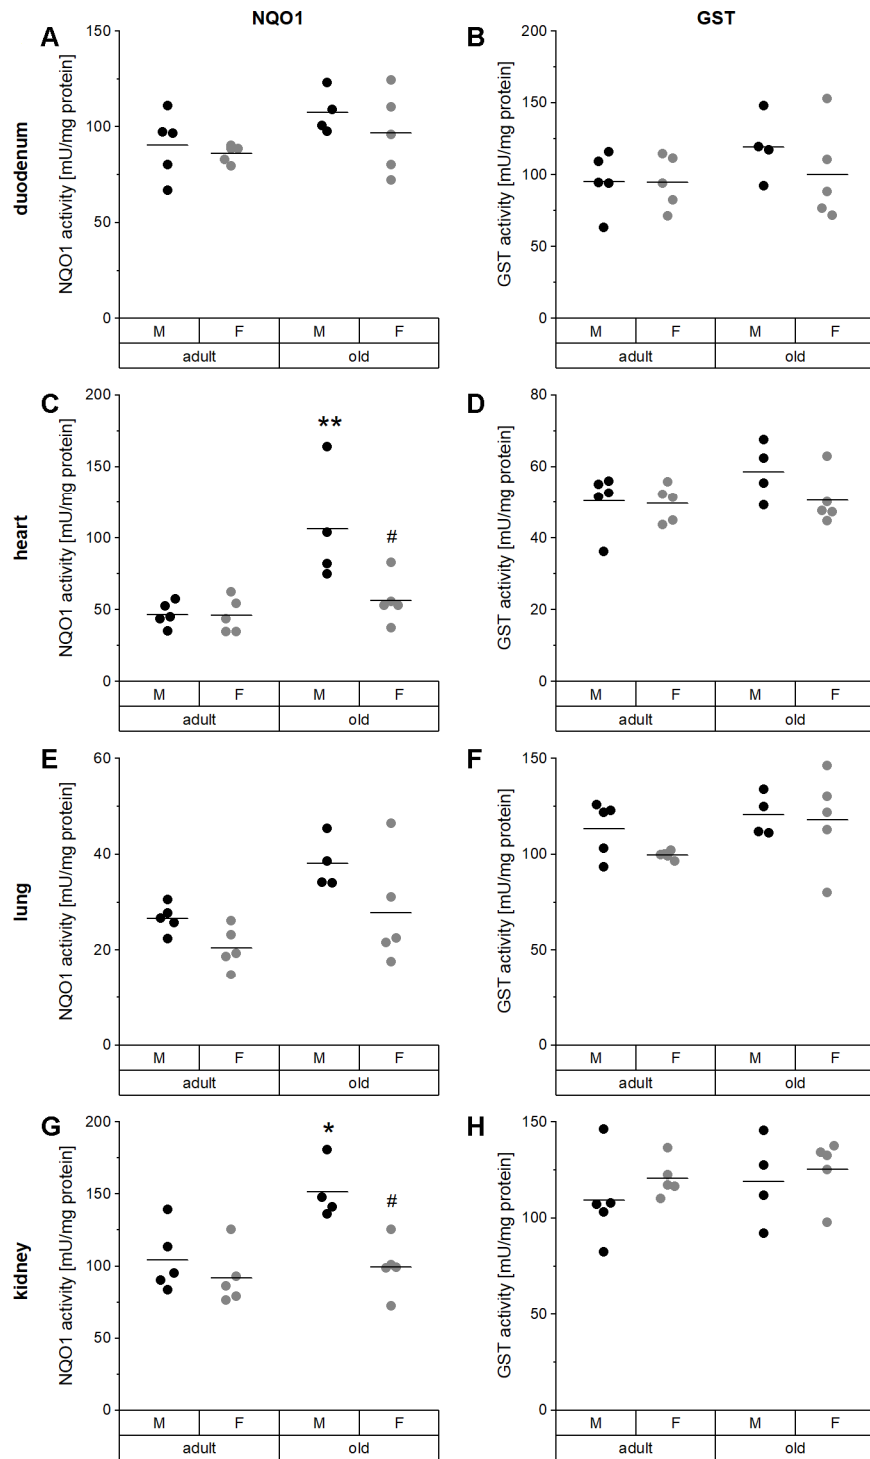 NQO1
GST
A
B
duodenum
NQO1 activity [mU/mg protein]
150
100
50
0
M F M F
adult old
GST activity [mU/mg protein]
200
150
100
50
0
M F M F
adult old
C
D
heart
NQO1 activity [mU/mg protein]
200
150
100
50
0
**
#
M F M F
adult old
GST activity [mU/mg protein]
80
60
40
20
0
M F M F
adult old
E
F
lung
NQO1 activity [mU/mg protein]
60
40
20
0
M F M F
adult old
GST activity [mU/mg protein]
150
100
50
0
M F M F
adult old
G
H
kidney
NQO1 activity [mU/mg protein]
200
150
100
50
0
*
#
M F M F
adult old
GST activity [mU/mg protein]
150
100
50
0
M F M F
adult old